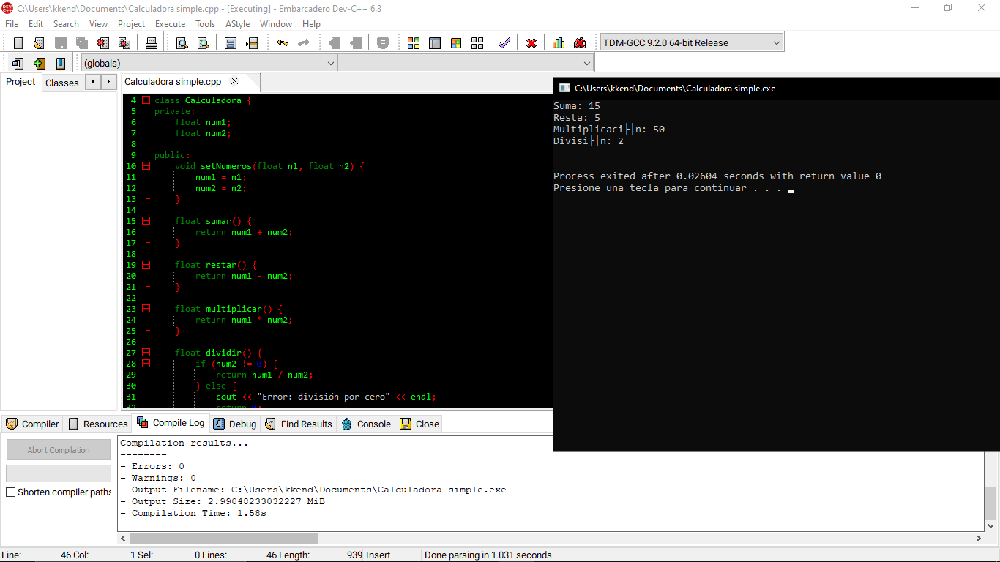 C:\Users\kkend\Documents\Calculadora simple.cpp - [Executing] - Embarcadero Dev-C++ 6.3
File Edit Search View Project Execute Tools AStyle Window Help
TDM-GCC 9.2.0 64-bit Release
(globals)
Project Classes
Calculadora simple.cpp
4 class Calculadora {
5 private:
6 float num1;
7 float num2;
8
9 public:
10 void setNumeros(float n1, float n2) {
11 num1 = n1;
12 num2 = n2;
13 }
14
15 float sumar() {
16 return num1 + num2;
17 }
18
19 float restar() {
20 return num1 - num2;
21 }
22
23 float multiplicar() {
24 return num1 * num2;
25 }
26
27 float dividir() {
28 if (num2 != 0) {
29 return num1 / num2;
30 } else {
31 cout << "Error: división por cero" << endl;
32 return 0;
C:\Users\kkend\Documents\Calculadora simple.exe
Suma: 15
Resta: 5
Multiplicaci├│n: 50
Divisi├│n: 2
--------------------------------
Process exited after 0.02604 seconds with return value 0
Presione una tecla para continuar . . .
Compiler Resources Compile Log Debug Find Results Console Close
Abort Compilation
Shorten compiler paths
Compilation results...
--------
- Errors: 0
- Warnings: 0
- Output Filename: C:\Users\kkend\Documents\Calculadora simple.exe
- Output Size: 2.99048233032227 MiB
- Compilation Time: 1.58s
Line: 46 Col: 1 Sel: 0 Lines: 46 Length: 939 Insert Done parsing in 1.031 seconds